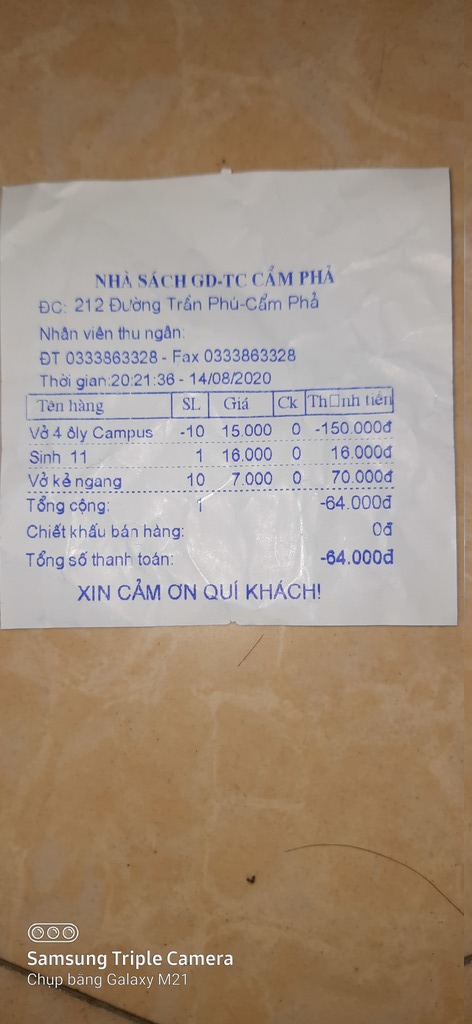 NHÀ SÁCH GD-TC CẨM PHẢ
ĐC: 212 Đường Trần Phú-Cẩm Phả
Nhân viên thu ngân:
ĐT 0333863328 - Fax 0333863328
Thời gian:20:21:36 - 14/08/2020
Tên hàng SL Giá Ck Th□nh tiền
Vở 4 ôly Campus -10 15.000 0 -150.000đ
Sinh 11 1 16.000 0 16.000đ
Vở kẻ ngang 10 7.000 0 70.000đ
Tổng cộng: 1 -64.000đ
Chiết khấu bán hàng: 0đ
Tổng số thanh toán: -64.000đ
XIN CẢM ƠN QUÍ KHÁCH!
Samsung Triple Camera
Chụp bằng Galaxy M21